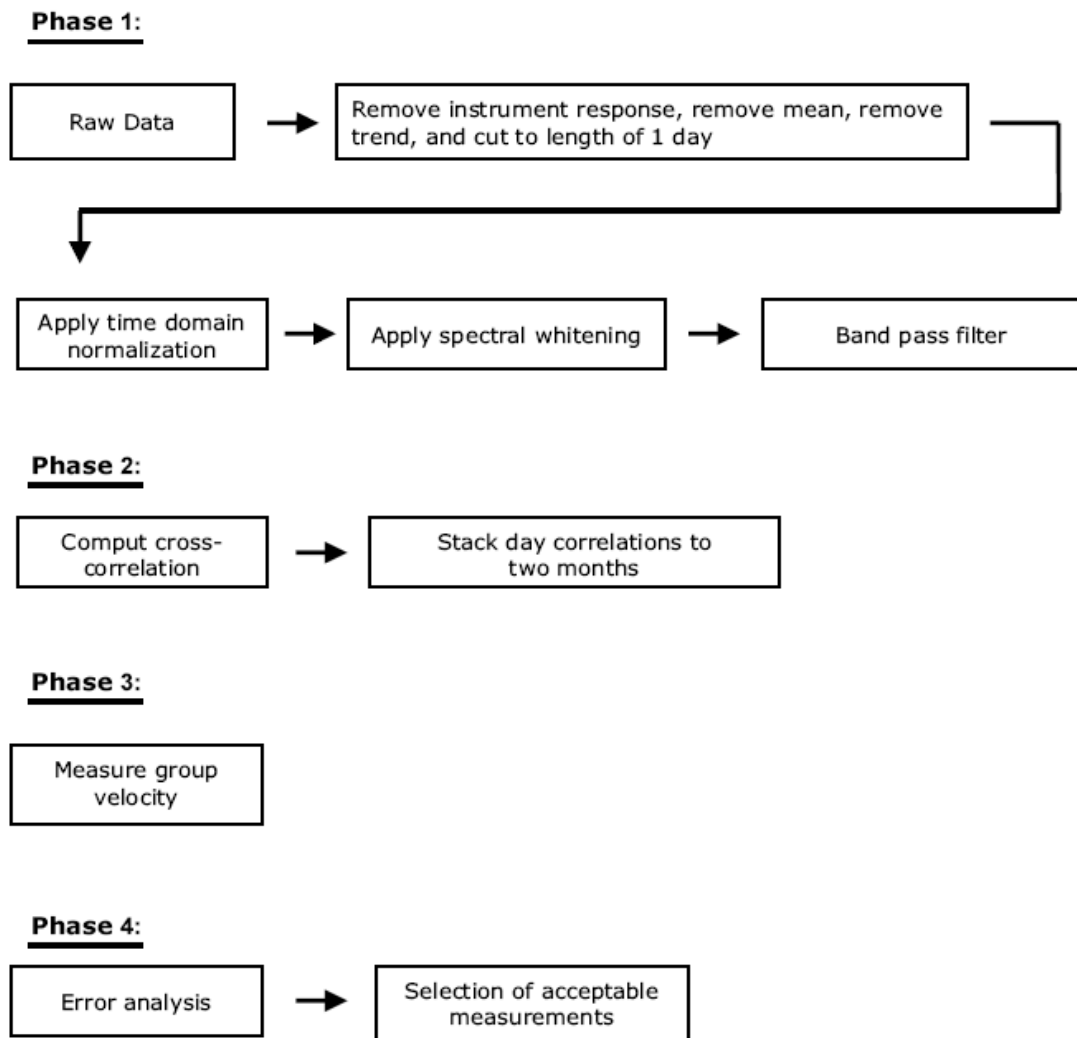 Phase 1:
Raw Data
Remove instrument response, remove mean, remove
trend, and cut to length of 1 day
Apply time domain
normalization
Apply spectral whitening
Band pass filter
Phase 2:
Comput cross-
correlation
Stack day correlations to
two months
Phase 3:
Measure group
velocity
Phase 4:
Error analysis
Selection of acceptable
measurements